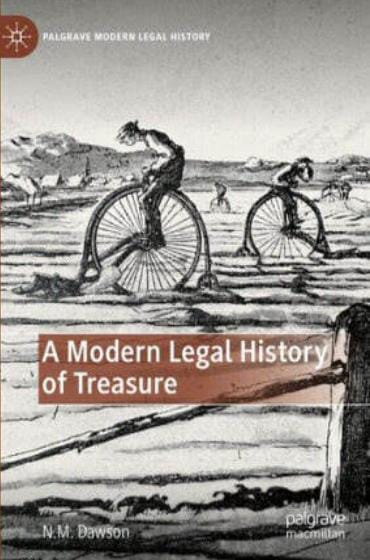 PALGRAVE MODERN LEGAL HISTORY
A Modern Legal History
of Treasure
N.M. Dawson
palgrave
macmillan